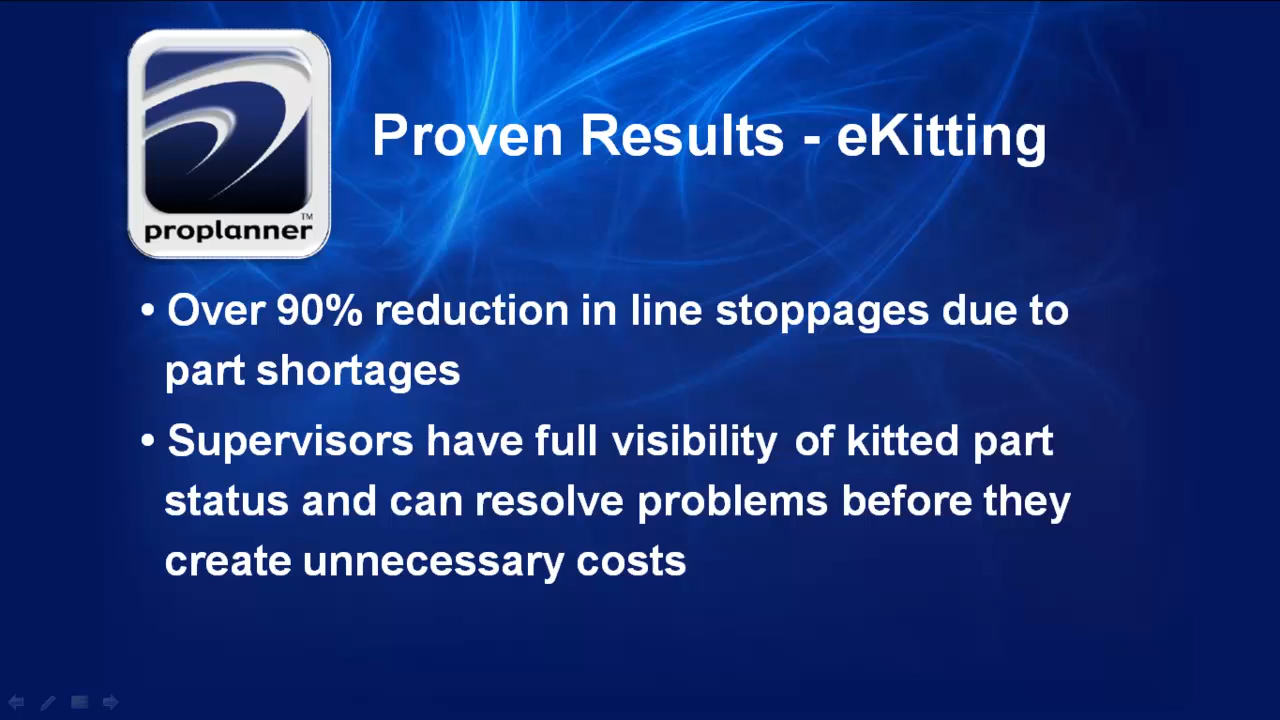 Proven Results - eKitting
TM
proplanner
• Over 90% reduction in line stoppages due to
part shortages
• Supervisors have full visibility of kitted part
status and can resolve problems before they
create unnecessary costs